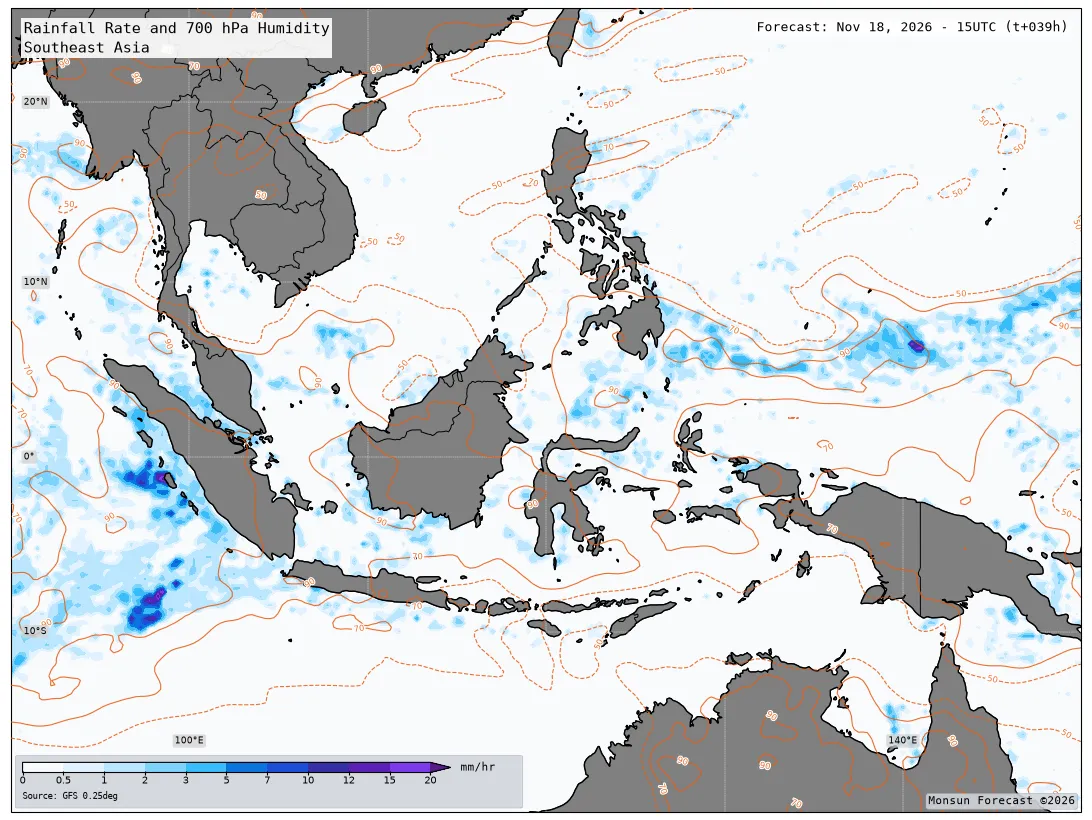 Rainfall Rate and 700 hPa Humidity
Southeast Asia
Forecast: Nov 18, 2026 - 15UTC (t+039h)
20°N
10°N
0°
10°S
100°E
140°E
0 0.5 1 2 3 5 7 10 12 15 20
mm/hr
Source: GFS 0.25deg
Monsun Forecast ©2026